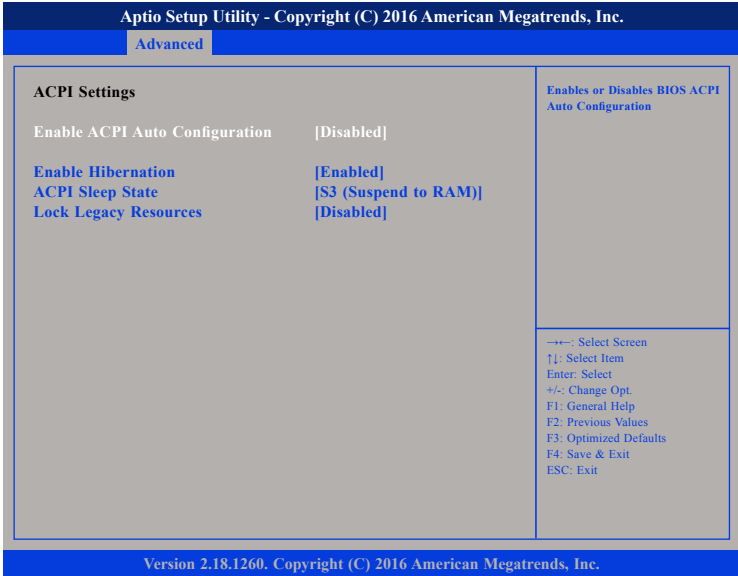 Aptio Setup Utility - Copyright (C) 2016 American Megatrends, Inc.
Advanced
ACPI Settings
Enable ACPI Auto Configuration [Disabled]
Enable Hibernation [Enabled]
ACPI Sleep State [S3 (Suspend to RAM)]
Lock Legacy Resources [Disabled]
Enables or Disables BIOS ACPI
Auto Configuration
→←: Select Screen
↑↓: Select Item
Enter: Select
+/-: Change Opt.
F1: General Help
F2: Previous Values
F3: Optimized Defaults
F4: Save & Exit
ESC: Exit
Version 2.18.1260. Copyright (C) 2016 American Megatrends, Inc.